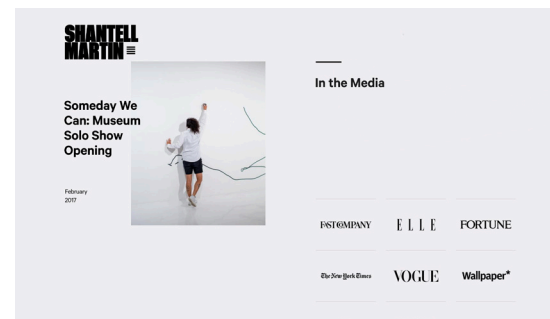 SHANTELL
MARTIN
Someday We
Can: Museum
Solo Show
Opening
February
2017
In the Media
FAST COMPANY
ELLE
FORTUNE
The New York Times
VOGUE
Wallpaper*